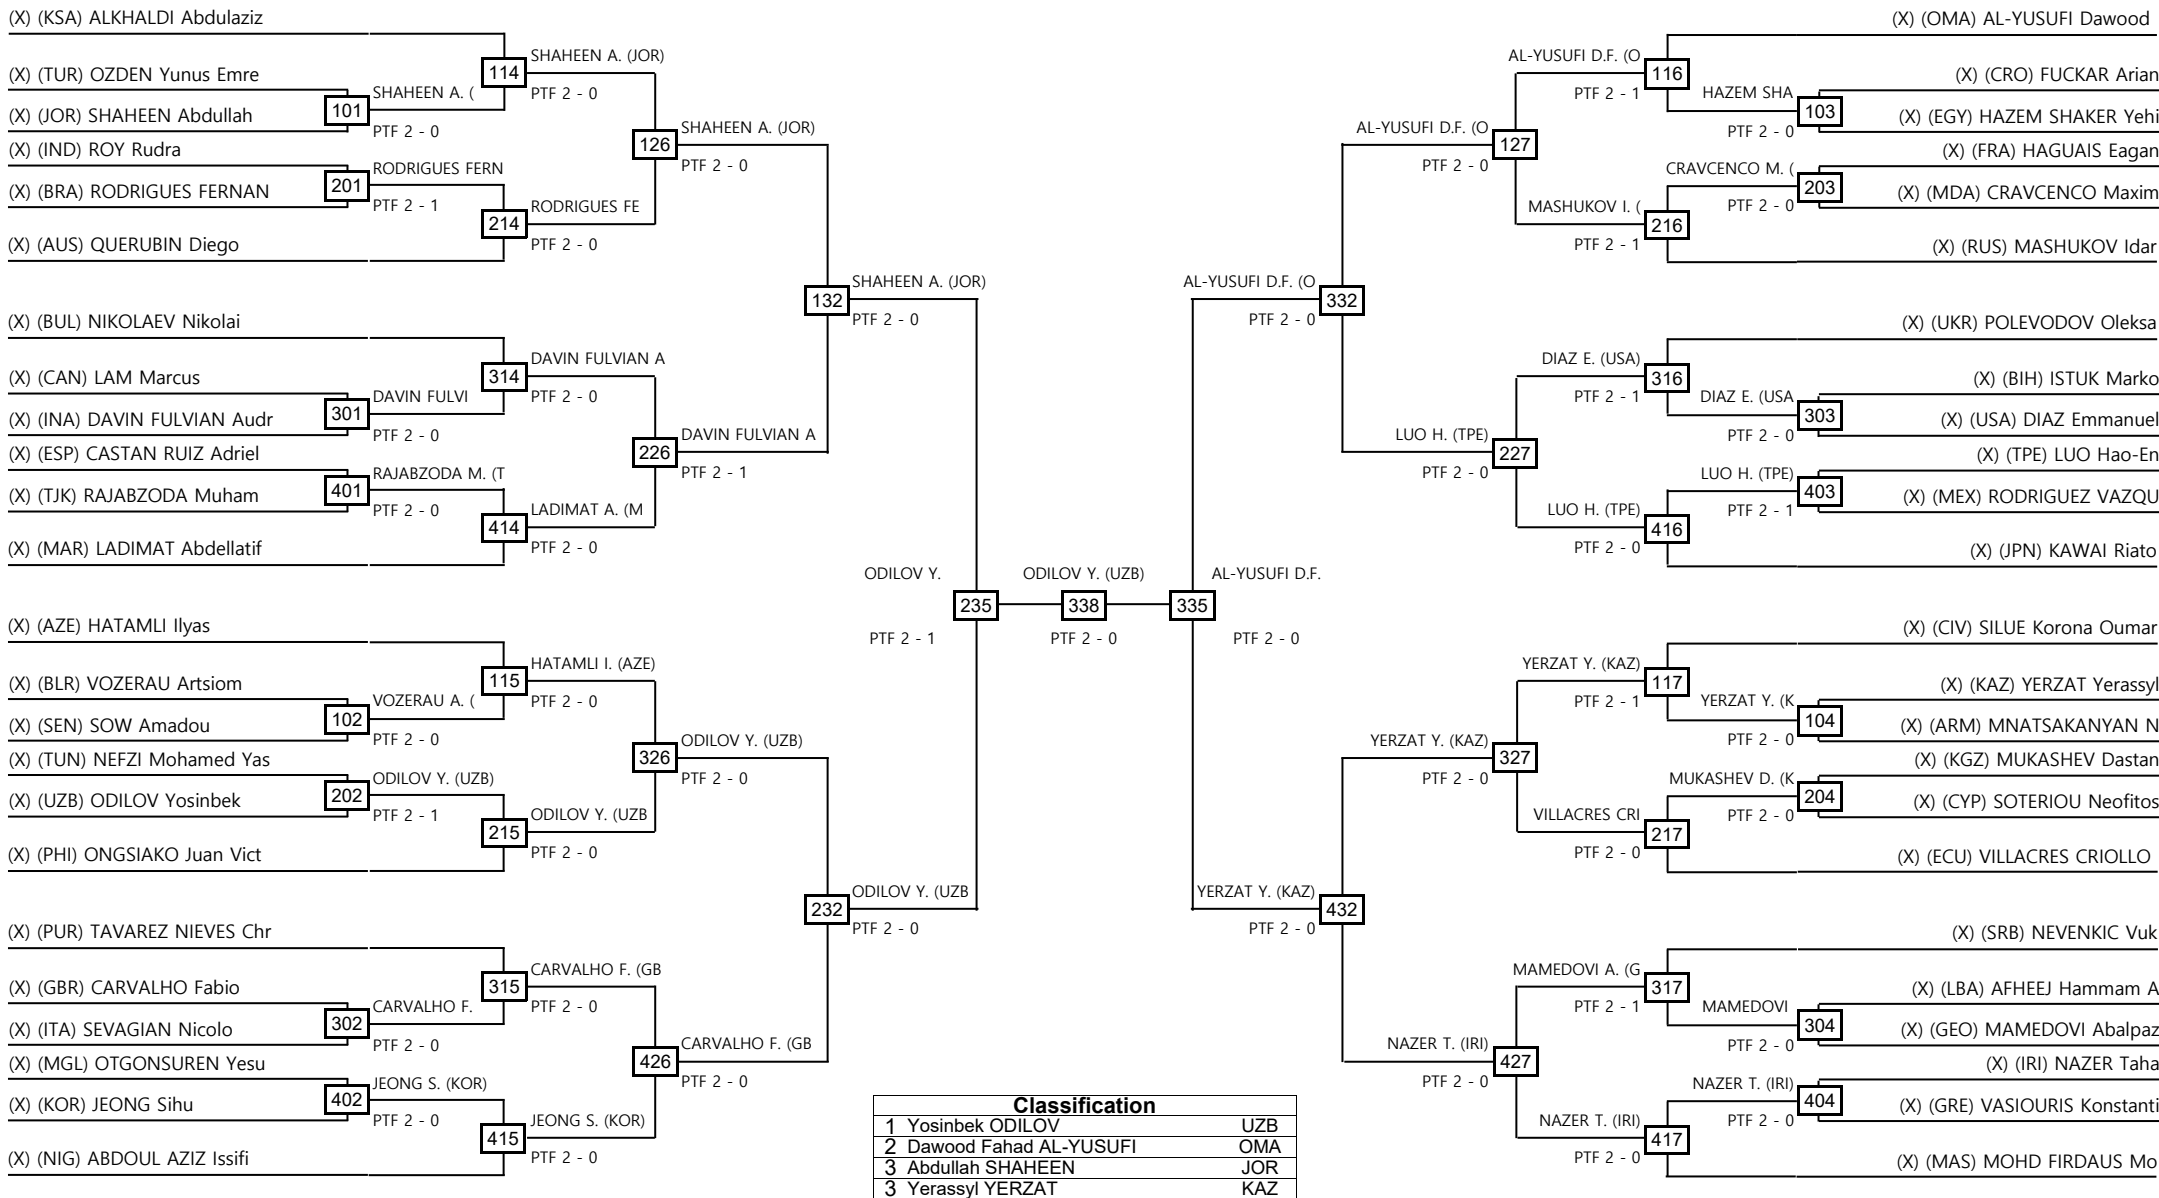 (X) (KSA) ALKHALDI Abdulaziz
(X) (TUR) OZDEN Yunus Emre
(X) (JOR) SHAHEEN Abdullah
(X) (IND) ROY Rudra
(X) (BRA) RODRIGUES FERNAN
(X) (AUS) QUERUBIN Diego
(X) (BUL) NIKOLAEV Nikolai
(X) (CAN) LAM Marcus
(X) (INA) DAVIN FULVIAN Audr
(X) (ESP) CASTAN RUIZ Adriel
(X) (TJK) RAJABZODA Muham
(X) (MAR) LADIMAT Abdellatif
(X) (AZE) HATAMLI Ilyas
(X) (BLR) VOZERAU Artsiom
(X) (SEN) SOW Amadou
(X) (TUN) NEFZI Mohamed Yas
(X) (UZB) ODILOV Yosinbek
(X) (PHI) ONGSIAKO Juan Vict
(X) (PUR) TAVAREZ NIEVES Chr
(X) (GBR) CARVALHO Fabio
(X) (ITA) SEVAGIAN Nicolo
(X) (MGL) OTGONSUREN Yesu
(X) (KOR) JEONG Sihu
(X) (NIG) ABDOUL AZIZ Issifi
101
SHAHEEN A. (
PTF 2 - 0
201
RODRIGUES FERN
PTF 2 - 1
301
DAVIN FULVI
PTF 2 - 0
401
RAJABZODA M. (T
PTF 2 - 0
102
VOZERAU A. (
PTF 2 - 0
202
ODILOV Y. (UZB)
PTF 2 - 1
302
CARVALHO F.
PTF 2 - 0
402
JEONG S. (KOR)
PTF 2 - 0
114
SHAHEEN A. (JOR)
PTF 2 - 0
214
RODRIGUES FE
PTF 2 - 0
314
DAVIN FULVIAN A
PTF 2 - 0
414
LADIMAT A. (M
PTF 2 - 0
115
HATAMLI I. (AZE)
PTF 2 - 0
215
ODILOV Y. (UZB
PTF 2 - 0
315
CARVALHO F. (GB
PTF 2 - 0
415
JEONG S. (KOR)
PTF 2 - 0
126
SHAHEEN A. (JOR)
PTF 2 - 0
226
DAVIN FULVIAN A
PTF 2 - 1
326
ODILOV Y. (UZB)
PTF 2 - 0
426
CARVALHO F. (GB
PTF 2 - 0
132
SHAHEEN A. (JOR)
PTF 2 - 0
232
ODILOV Y. (UZB
PTF 2 - 0
ODILOV Y.
235
PTF 2 - 1
ODILOV Y. (UZB)
338
PTF 2 - 0
AL-YUSUFI D.F.
335
PTF 2 - 0
AL-YUSUFI D.F. (O
332
PTF 2 - 0
YERZAT Y. (KAZ)
432
PTF 2 - 0
AL-YUSUFI D.F. (O
127
PTF 2 - 0
LUO H. (TPE)
227
PTF 2 - 0
YERZAT Y. (KAZ)
327
PTF 2 - 0
NAZER T. (IRI)
427
PTF 2 - 0
AL-YUSUFI D.F. (O
116
PTF 2 - 1
MASHUKOV I. (
216
PTF 2 - 1
DIAZ E. (USA)
316
PTF 2 - 1
LUO H. (TPE)
416
PTF 2 - 0
YERZAT Y. (KAZ)
117
PTF 2 - 1
VILLACRES CRI
217
PTF 2 - 0
MAMEDOVI A. (G
317
PTF 2 - 1
NAZER T. (IRI)
417
PTF 2 - 0
HAZEM SHA
103
PTF 2 - 0
CRAVCENCO M. (
203
PTF 2 - 0
DIAZ E. (USA
303
PTF 2 - 0
LUO H. (TPE)
403
PTF 2 - 1
YERZAT Y. (K
104
PTF 2 - 0
MUKASHEV D. (K
204
PTF 2 - 0
MAMEDOVI
304
PTF 2 - 0
NAZER T. (IRI)
404
PTF 2 - 0
(X) (OMA) AL-YUSUFI Dawood
(X) (CRO) FUCKAR Arian
(X) (EGY) HAZEM SHAKER Yehi
(X) (FRA) HAGUAIS Eagan
(X) (MDA) CRAVCENCO Maxim
(X) (RUS) MASHUKOV Idar
(X) (UKR) POLEVODOV Oleksa
(X) (BIH) ISTUK Marko
(X) (USA) DIAZ Emmanuel
(X) (TPE) LUO Hao-En
(X) (MEX) RODRIGUEZ VAZQU
(X) (JPN) KAWAI Riato
(X) (CIV) SILUE Korona Oumar
(X) (KAZ) YERZAT Yerassyl
(X) (ARM) MNATSAKANYAN N
(X) (KGZ) MUKASHEV Dastan
(X) (CYP) SOTERIOU Neofitos
(X) (ECU) VILLACRES CRIOLLO
(X) (SRB) NEVENKIC Vuk
(X) (LBA) AFHEEJ Hammam A
(X) (GEO) MAMEDOVI Abalpaz
(X) (IRI) NAZER Taha
(X) (GRE) VASIOURIS Konstanti
(X) (MAS) MOHD FIRDAUS Mo
Classification
1 Yosinbek ODILOV UZB
2 Dawood Fahad AL-YUSUFI OMA
3 Abdullah SHAHEEN JOR
3 Yerassyl YERZAT KAZ